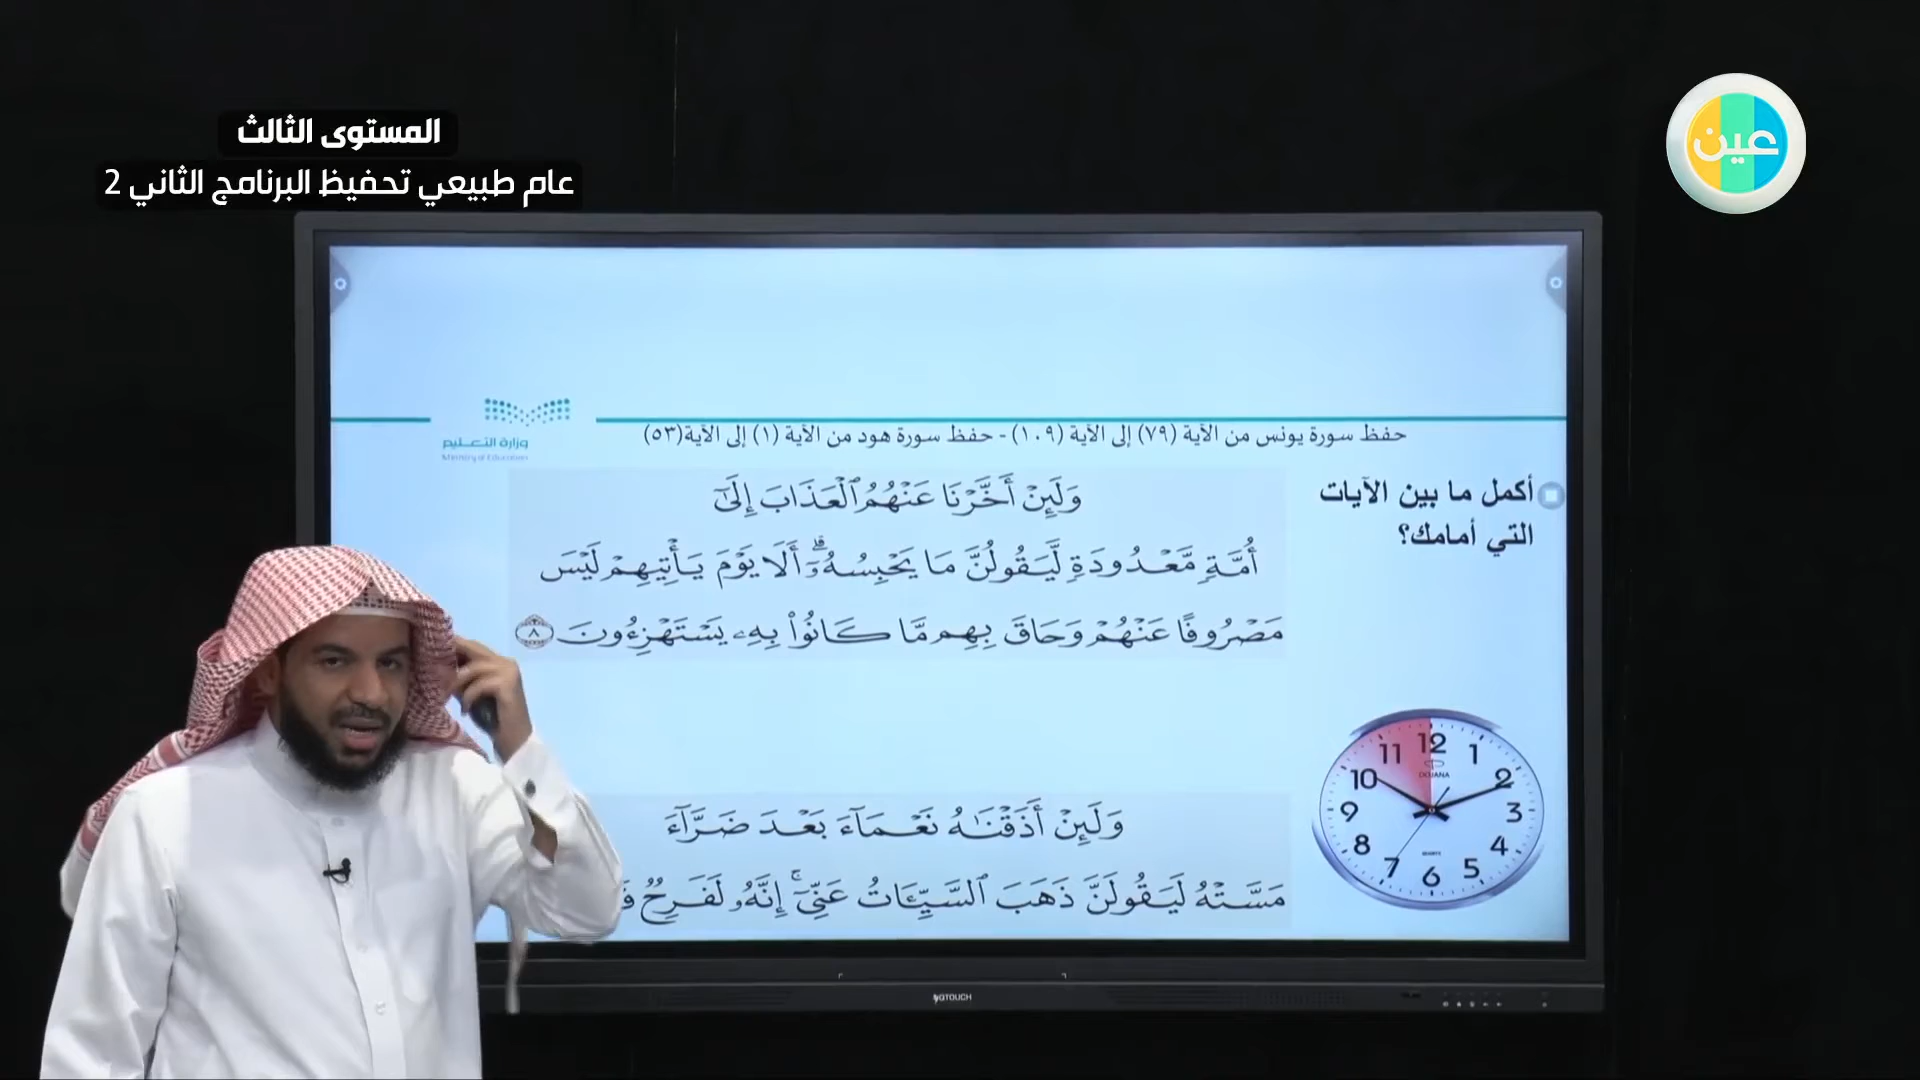 المستوى الثالث
عام طبيعي تحفيظ البرنامج الثاني 2
عين
وزارة التعليم
Ministry of Education
حفظ سورة يونس من الآية (٧٩) إلى الآية (١٠٩) - حفظ سورة هود من الآية (١) إلى الآية(٥٣)
أكمل ما بين الآيات
التي أمامك؟
وَلَئِنْ أَخَّرْنَا عَنْهُمُ ٱلْعَذَابَ إِلَىٰٓ
أُمَّةٍ مَّعْدُودَةٍ لَّيَقُولُنَّ مَا يَحْبِسُهُۥٓ ۗ أَلَا يَوْمَ يَأْتِيهِمْ لَيْسَ
مَصْرُوفًا عَنْهُمْ وَحَاقَ بِهِم مَّا كَانُوا۟ بِهِۦ يَسْتَهْزِءُونَ ٨
وَلَئِنْ أَذَقْنَٰهُ نَعْمَآءَ بَعْدَ ضَرَّآءَ
مَسَّتْهُ لَيَقُولَنَّ ذَهَبَ ٱلسَّيِّـَٔاتُ عَنِّىٓ ۚ إِنَّهُۥ لَفَرِحٌ
12 1 2 3 4 5 6 7 8 9 10 11
QTOUCH